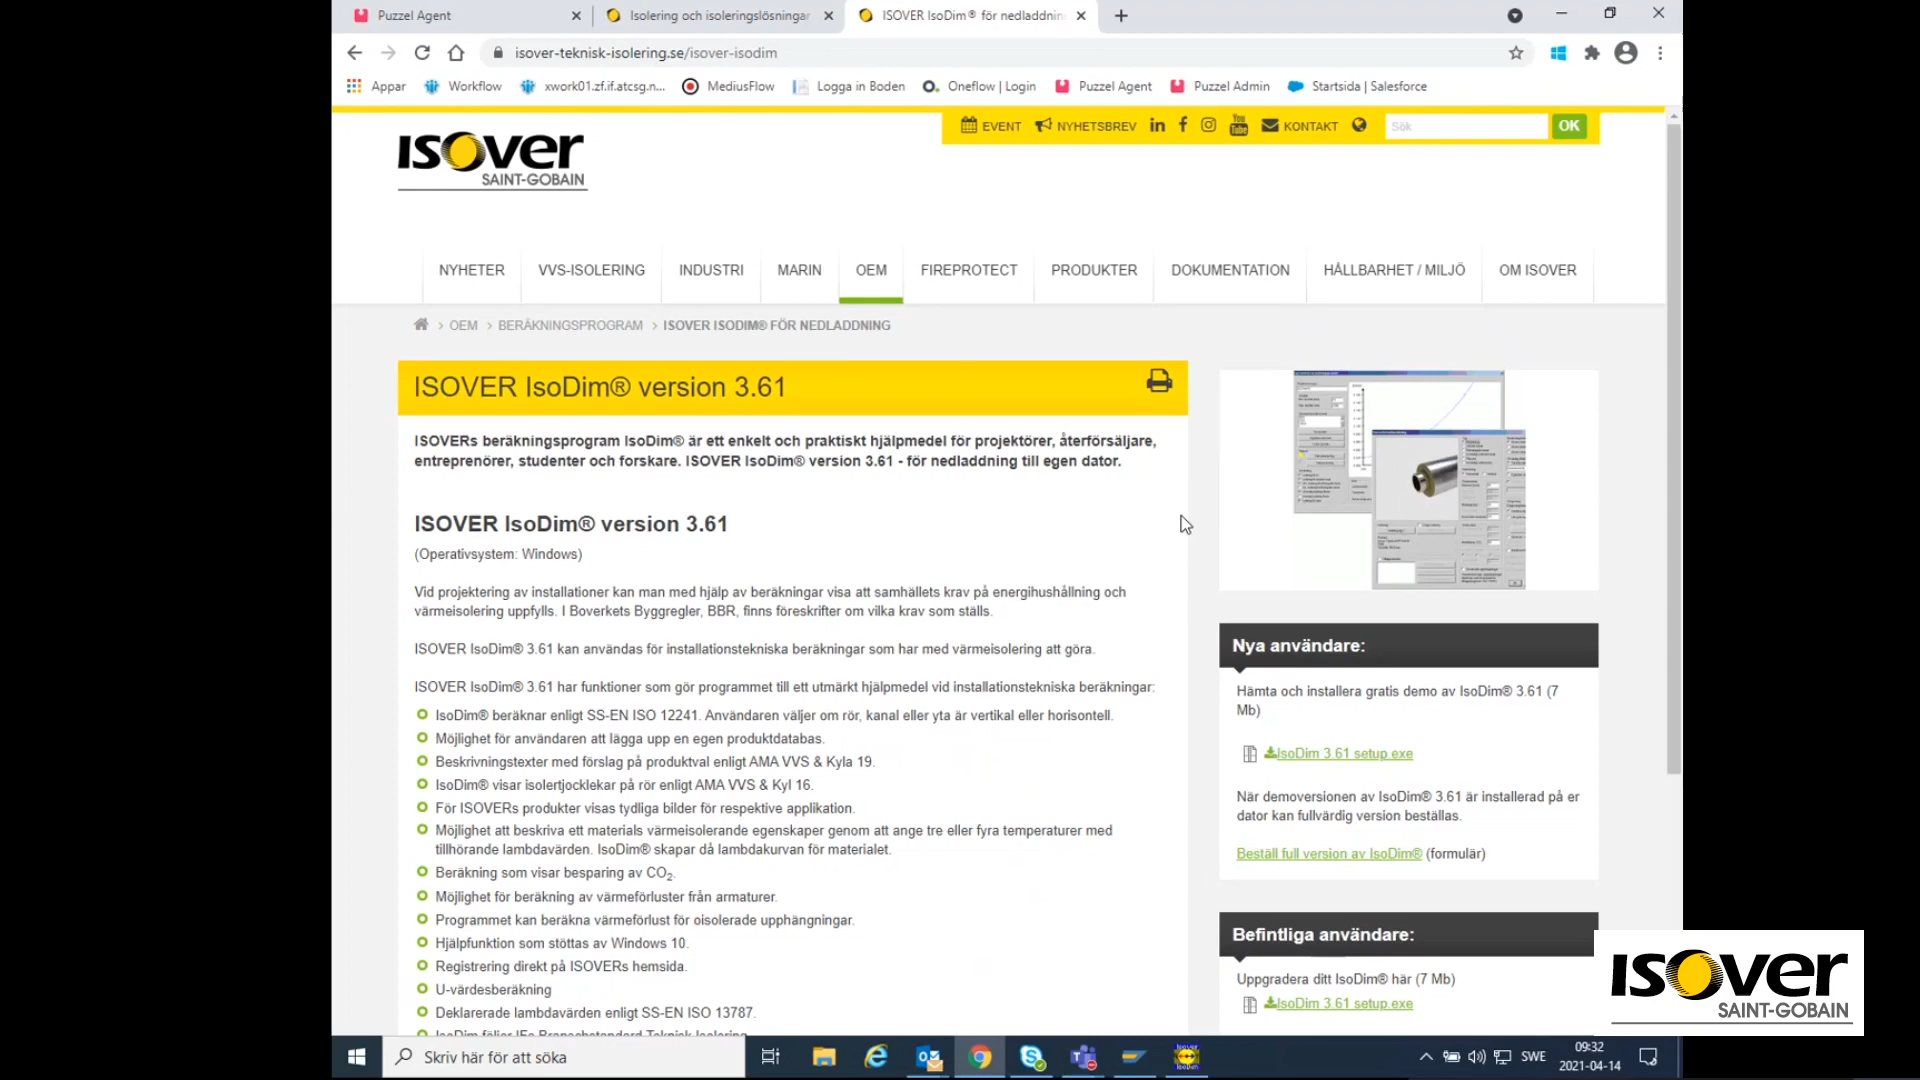 Puzzel Agent
Isolering och isoleringslösningar
ISOVER IsoDim® för nedladdnin
isover-teknisk-isolering.se/isover-isodim
Appar
Workflow
xwork01.zf.if.atcsg.n...
MediusFlow
Logga in Boden
Oneflow | Login
Puzzel Agent
Puzzel Admin
Startsida | Salesforce
EVENT
NYHETSBREV
You Tube
KONTAKT
Sök
OK
ISOVER
SAINT-GOBAIN
NYHETER
VVS-ISOLERING
INDUSTRI
MARIN
OEM
FIREPROTECT
PRODUKTER
DOKUMENTATION
HÅLLBARHET / MILJÖ
OM ISOVER
OEM > BERÄKNINGSPROGRAM > ISOVER ISODIM® FÖR NEDLADDNING
ISOVER IsoDim® version 3.61
ISOVERs beräkningsprogram IsoDim® är ett enkelt och praktiskt hjälpmedel för projektörer, återförsäljare,
entreprenörer, studenter och forskare. ISOVER IsoDim® version 3.61 - för nedladdning till egen dator.
ISOVER IsoDim® version 3.61
(Operativsystem: Windows)
Vid projektering av installationer kan man med hjälp av beräkningar visa att samhällets krav på energihushållning och
värmeisolering uppfylls. I Boverkets Byggregler, BBR, finns föreskrifter om vilka krav som ställs.
ISOVER IsoDim® 3.61 kan användas för installationstekniska beräkningar som har med värmeisolering att göra.
ISOVER IsoDim® 3.61 har funktioner som gör programmet till ett utmärkt hjälpmedel vid installationstekniska beräkningar:
IsoDim® beräknar enligt SS-EN ISO 12241. Användaren väljer om rör, kanal eller yta är vertikal eller horisontell.
Möjlighet för användaren att lägga upp en egen produktdatabas.
Beskrivningstexter med förslag på produktval enligt AMA VVS & Kyla 19.
IsoDim® visar isolertjocklekar på rör enligt AMA VVS & Kyl 16.
För ISOVERs produkter visas tydliga bilder för respektive applikation.
Möjlighet att beskriva ett materials värmeisolerande egenskaper genom att ange tre eller fyra temperaturer med
tillhörande lambdavärden. IsoDim® skapar då lambdakurvan för materialet.
Beräkning som visar besparing av CO2.
Möjlighet för beräkning av värmeförluster från armaturer.
Programmet kan beräkna värmeförlust för oisolerade upphängningar.
Hjälpfunktion som stöttas av Windows 10.
Registrering direkt på ISOVERs hemsida.
U-värdesberäkning
Deklarerade lambdavärden enligt SS-EN ISO 13787.
IsoDim följer IFs Branschstandard Teknisk Isolering
Nya användare:
Hämta och installera gratis demo av IsoDim® 3.61 (7
Mb)
IsoDim 3.61 setup.exe
När demoversionen av IsoDim® 3.61 är installerad på er
dator kan fullvärdig version beställas.
Beställ full version av IsoDim® (formulär)
Befintliga användare:
Uppgradera ditt IsoDim® här (7 Mb)
IsoDim 3.61 setup.exe
ISOVER
SAINT-GOBAIN
Skriv här för att söka
SWE
09:32
2021-04-14